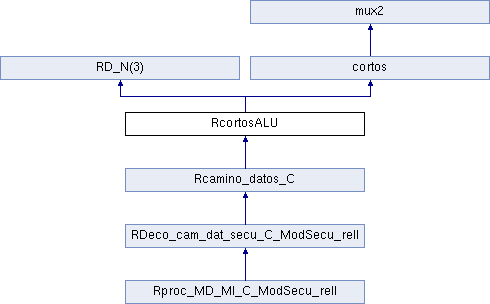 mux2
RD_N(3)
cortos
RcortosALU
Rcamino_datos_C
RDeco_cam_dat_secu_C_ModSecu_rell
Rproc_MD_MI_C_ModSecu_rell